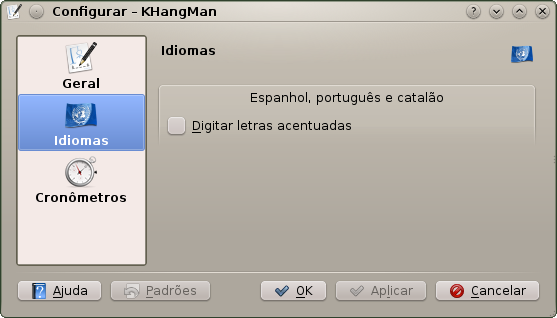 Configurar – KHangMan
Geral
Idiomas
Cronômetros
Idiomas
Espanhol, português e catalão
Digitar letras acentuadas
Ajuda
Padrões
OK
Aplicar
Cancelar